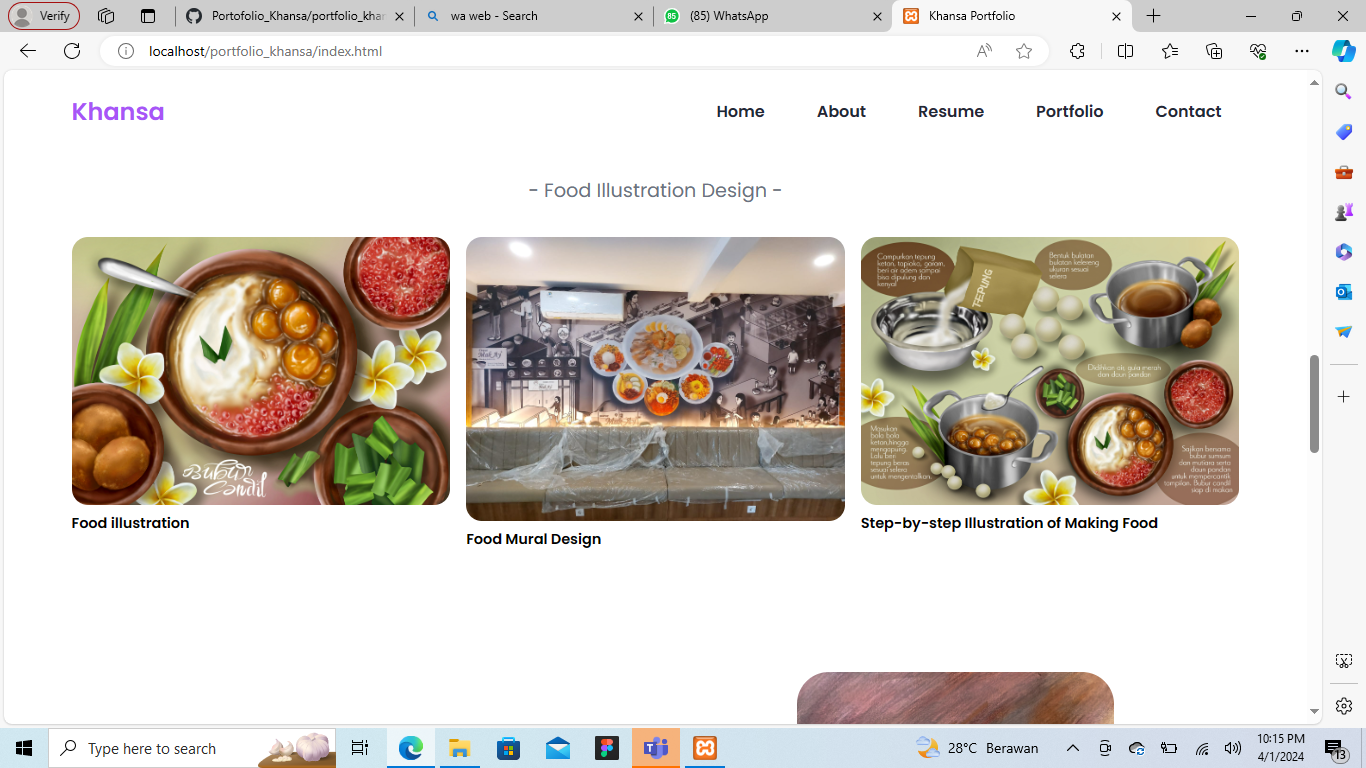 Verify
Portofolio_Khansa/portfolio_khar
wa web - Search
(85) WhatsApp
Khansa Portfolio
localhost/portfolio_khansa/index.html
Khansa
Home
About
Resume
Portfolio
Contact
- Food Illustration Design -
Bubur
Candil
Campurkan tepung
ketan, tapioka, garam,
beri air adem sampai
bisa dipulung dan
kenyal
TEPUNG
Bentuk bulatan
bulatan kelereng
ukuran sesuai
selera
Didihkan air, gula merah
dan daun pandan
Masukan
bola bola
ketan,hingga
mengapung.
Lalu beri
tepung beras
sesuai selera
untuk mengentalkan.
Sajikan bersama
bubur sumsum
dan mutiara serta
daun pandan
untuk mempercantik
tampilan. Bubur candil
siap di makan
Food illustration
Food Mural Design
Step-by-step Illustration of Making Food
Type here to search
28°C Berawan
10:15 PM
4/1/2024
13